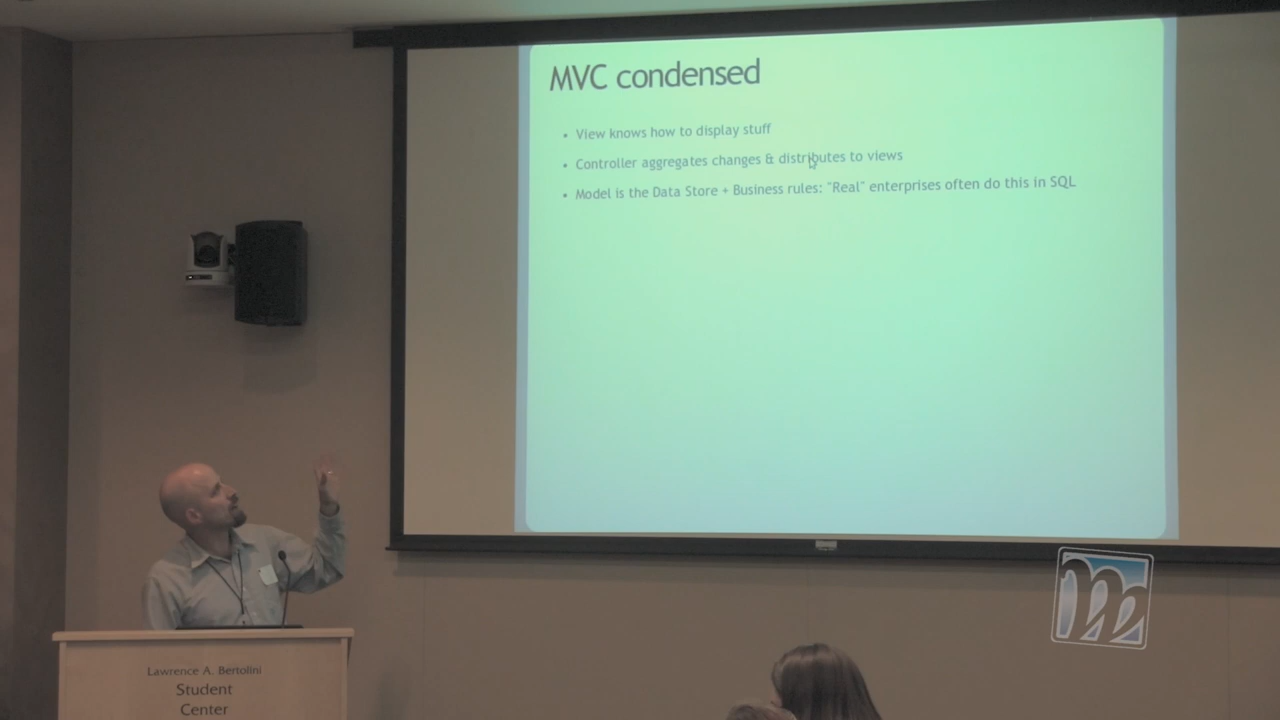 MVC condensed
• View knows how to display stuff
• Controller aggregates changes & distributes to views
• Model is the Data Store + Business rules: "Real" enterprises often do this in SQL
Lawrence A. Bertolini
Student
Center